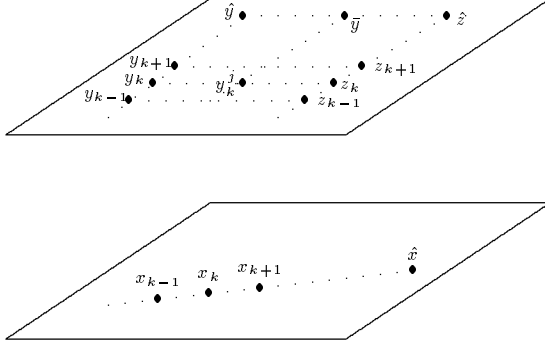 ŷ ȳ ẑ
y_{k+1} z_{k+1}
y_k y_k^j z_k
y_{k−1} z_{k−1}
x̂
x_{k−1} x_k x_{k+1}